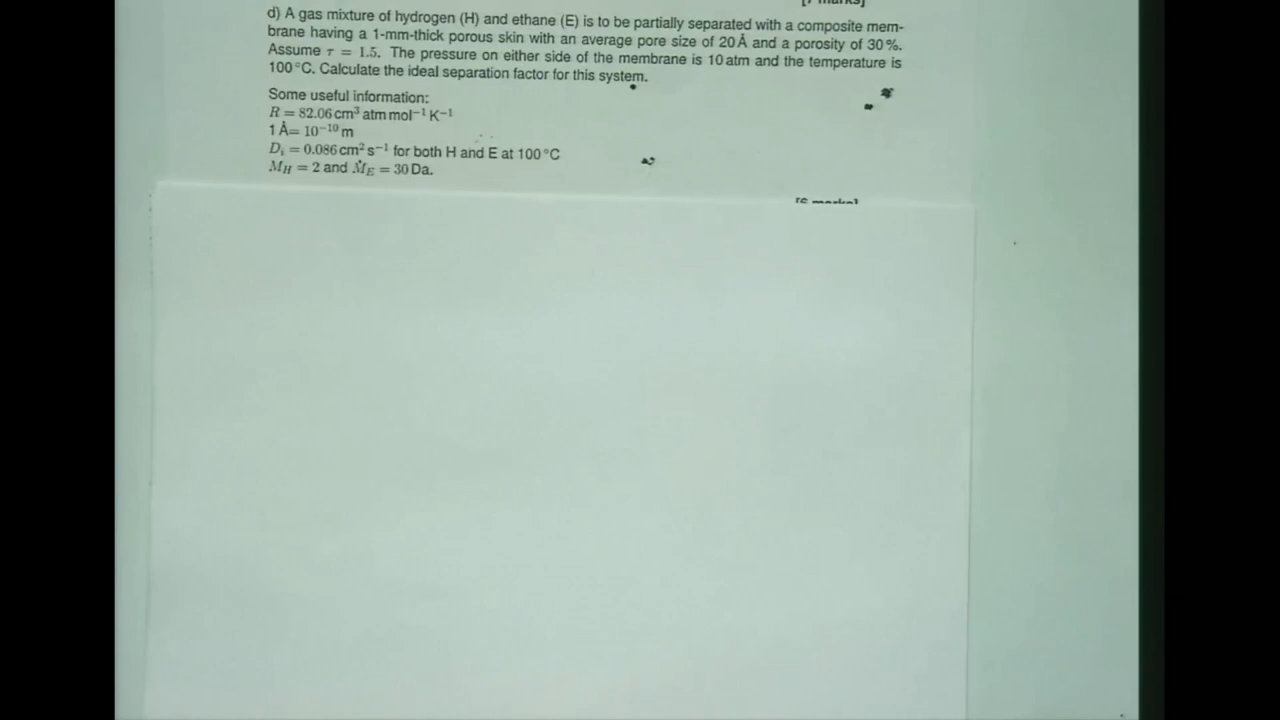 d) A gas mixture of hydrogen (H) and ethane (E) is to be partially separated with a composite mem-
brane having a 1-mm-thick porous skin with an average pore size of 20 Å and a porosity of 30 %.
Assume τ = 1.5. The pressure on either side of the membrane is 10 atm and the temperature is
100 °C. Calculate the ideal separation factor for this system.
Some useful information:
R = 82.06 cm³ atm mol⁻¹ K⁻¹
1 Å= 10⁻¹⁰ m
Dᵢ = 0.086 cm² s⁻¹ for both H and E at 100 °C
M_H = 2 and M_E = 30 Da.